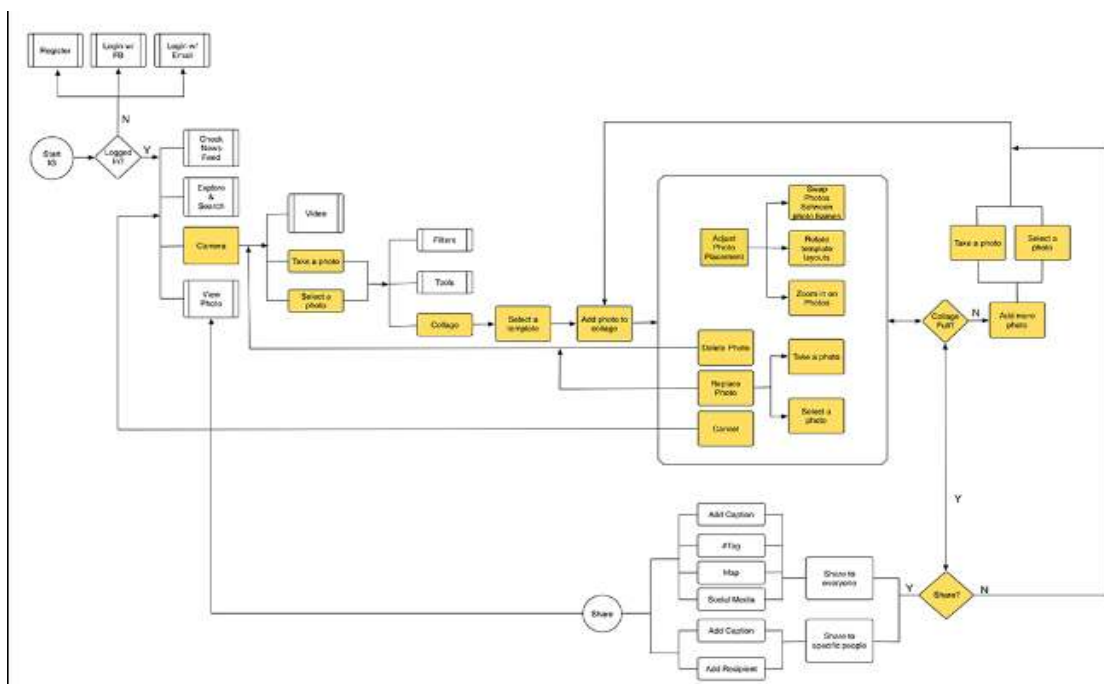 Register
Login w/
FB
Login w/
Email
N
Start
IG
Logged
In?
Y
Check
News
Feed
Explore
&
Search
Camera
View
Photo
Video
Take a photo
Select a
photo
Filters
Tools
Collage
Select a
template
Add photo to
collage
Adjust
Photo
Placement
Swap
Photos
Between
photo frames
Rotate
template
layouts
Zoom in on
Photos
Delete Photo
Replace
Photo
Take a photo
Select a
photo
Cancel
Collage
Full?
N
Add more
photo
Take a photo
Select a
photo
Y
Share?
N
Y
Share to
everyone
Share to
specific people
Add Caption
#Tag
Map
Social Media
Add Caption
Add Recipient
Share